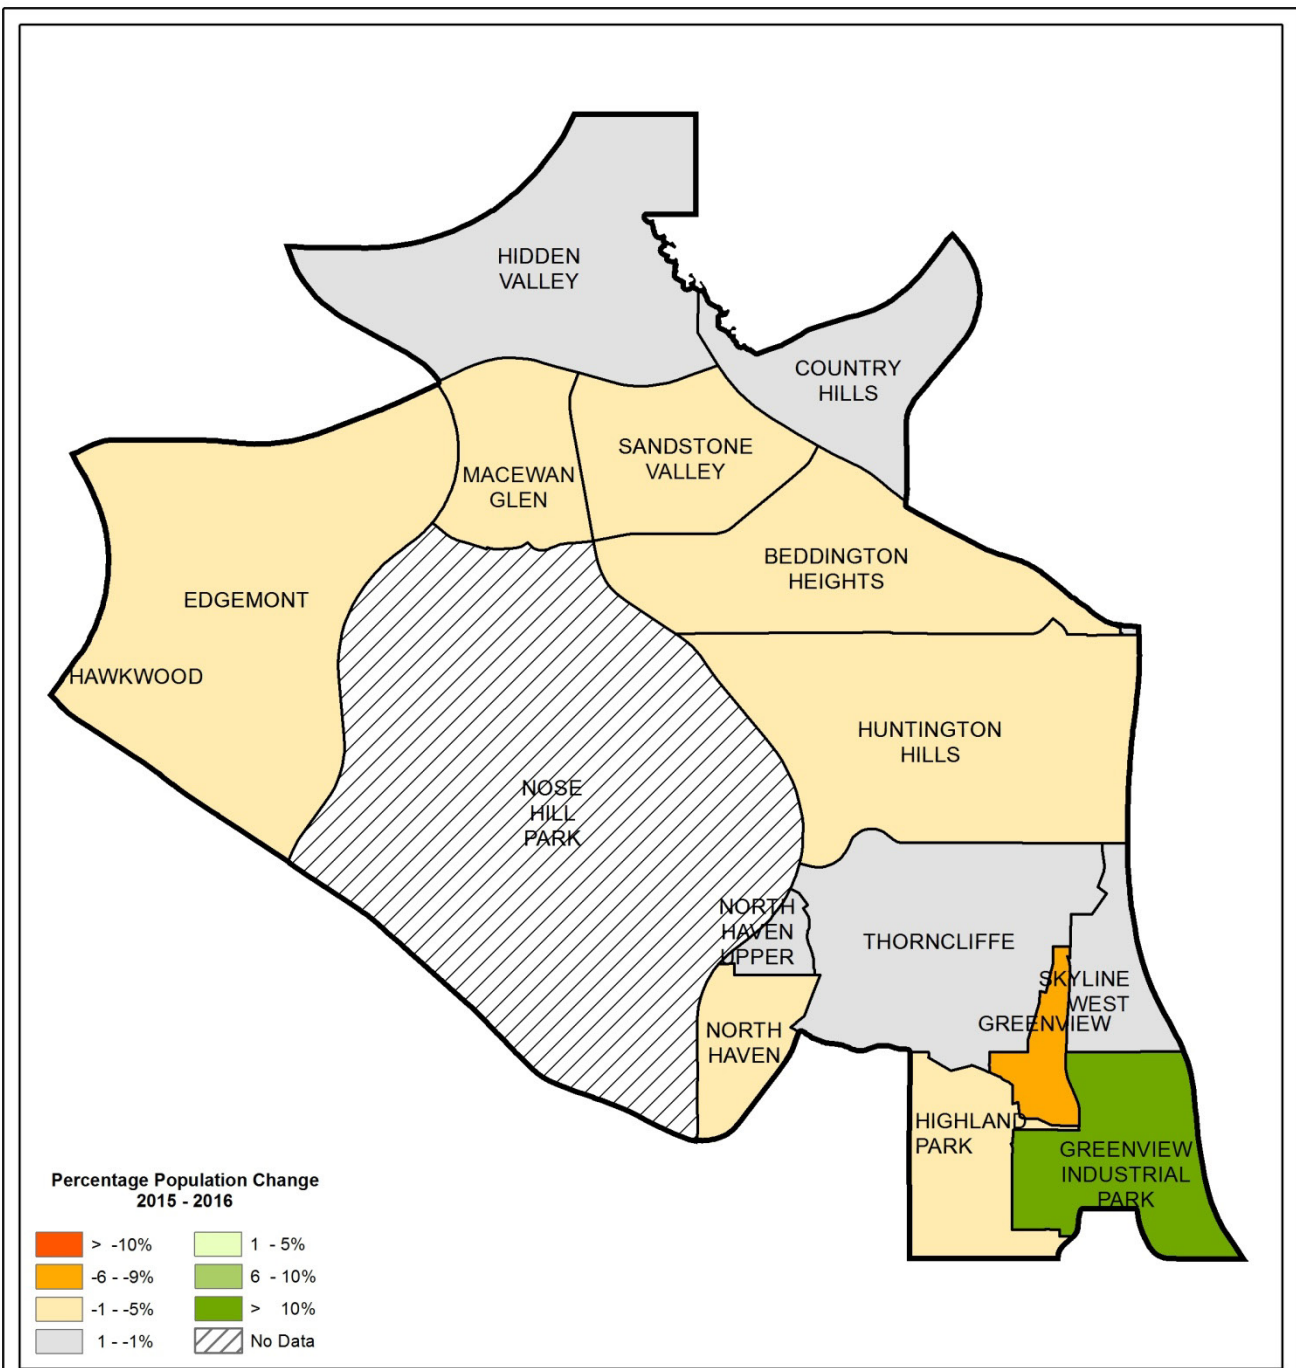 HIDDEN
VALLEY
COUNTRY
HILLS
SANDSTONE
VALLEY
MACEWAN
GLEN
BEDDINGTON
HEIGHTS
EDGEMONT
HAWKWOOD
HUNTINGTON
HILLS
NOSE
HILL
PARK
NORTH
HAVEN
UPPER
THORNCLIFFE
SKYLINE
WEST
GREENVIEW
NORTH
HAVEN
HIGHLAND
PARK
GREENVIEW
INDUSTRIAL
PARK
Percentage Population Change
2015 - 2016
> -10%
-6 - -9%
-1 - -5%
1 - -1%
1 - 5%
6 - 10%
> 10%
No Data